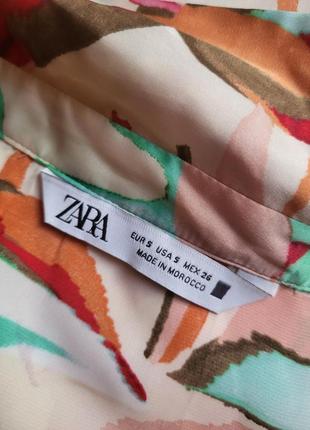 ZARA
EUR S USA S MEX 26
MADE IN MOROCCO